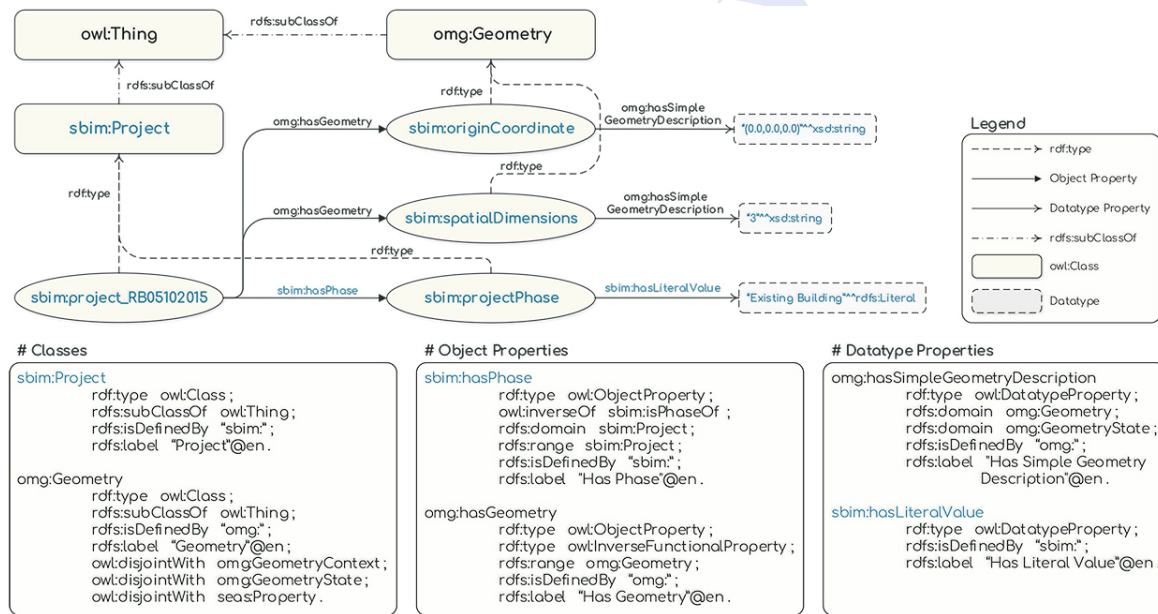 owl:Thing
rdfs:subClassOf
omg:Geometry
rdfs:subClassOf
rdf:type
omg:hasSimple
GeometryDescription
sbim:Project
omg:hasGeometry
sbim:originCoordinate
"(0.0,0.0,0.0)"^^xsd:string
rdf:type
rdf:type
omg:hasSimple
GeometryDescription
omg:hasGeometry
sbim:spatialDimensions
"3"^^xsd:string
rdf:type
sbim:project_RB05102015
sbim:hasPhase
sbim:projectPhase
sbim:hasLiteralValue
"Existing Building"^^rdfs:Literal
Legend
rdf:type
Object Property
Datatype Property
rdfs:subClassOf
owl:Class
Datatype
# Classes
sbim:Project
rdf:type owl:Class;
rdfs:subClassOf owl:Thing;
rdfs:isDefinedBy "sbim:";
rdfs:label "Project"@en.
omg:Geometry
rdf:type owl:Class;
rdfs:subClassOf owl:Thing;
rdfs:isDefinedBy "omg:";
rdfs:label "Geometry"@en;
owl:disjointWith omg:GeometryContext;
owl:disjointWith omg:GeometryState;
owl:disjointWith seas:Property.
# Object Properties
sbim:hasPhase
rdf:type owl:ObjectProperty;
owl:inverseOf sbim:isPhaseOf;
rdfs:domain sbim:Project;
rdfs:range sbim:Project;
rdfs:isDefinedBy "sbim:";
rdfs:label "Has Phase"@en.
omg:hasGeometry
rdf:type owl:ObjectProperty;
rdf:type owl:InverseFunctionalProperty;
rdfs:range omg:Geometry;
rdfs:isDefinedBy "omg:";
rdfs:label "Has Geometry"@en.
# Datatype Properties
omg:hasSimpleGeometryDescription
rdf:type owl:DatatypeProperty;
rdfs:domain omg:Geometry;
rdfs:domain omg:GeometryState;
rdfs:isDefinedBy "omg:";
rdfs:label "Has Simple Geometry
Description"@en.
sbim:hasLiteralValue
rdf:type owl:DatatypeProperty;
rdfs:isDefinedBy "sbim:";
rdfs:label "Has Literal Value"@en.